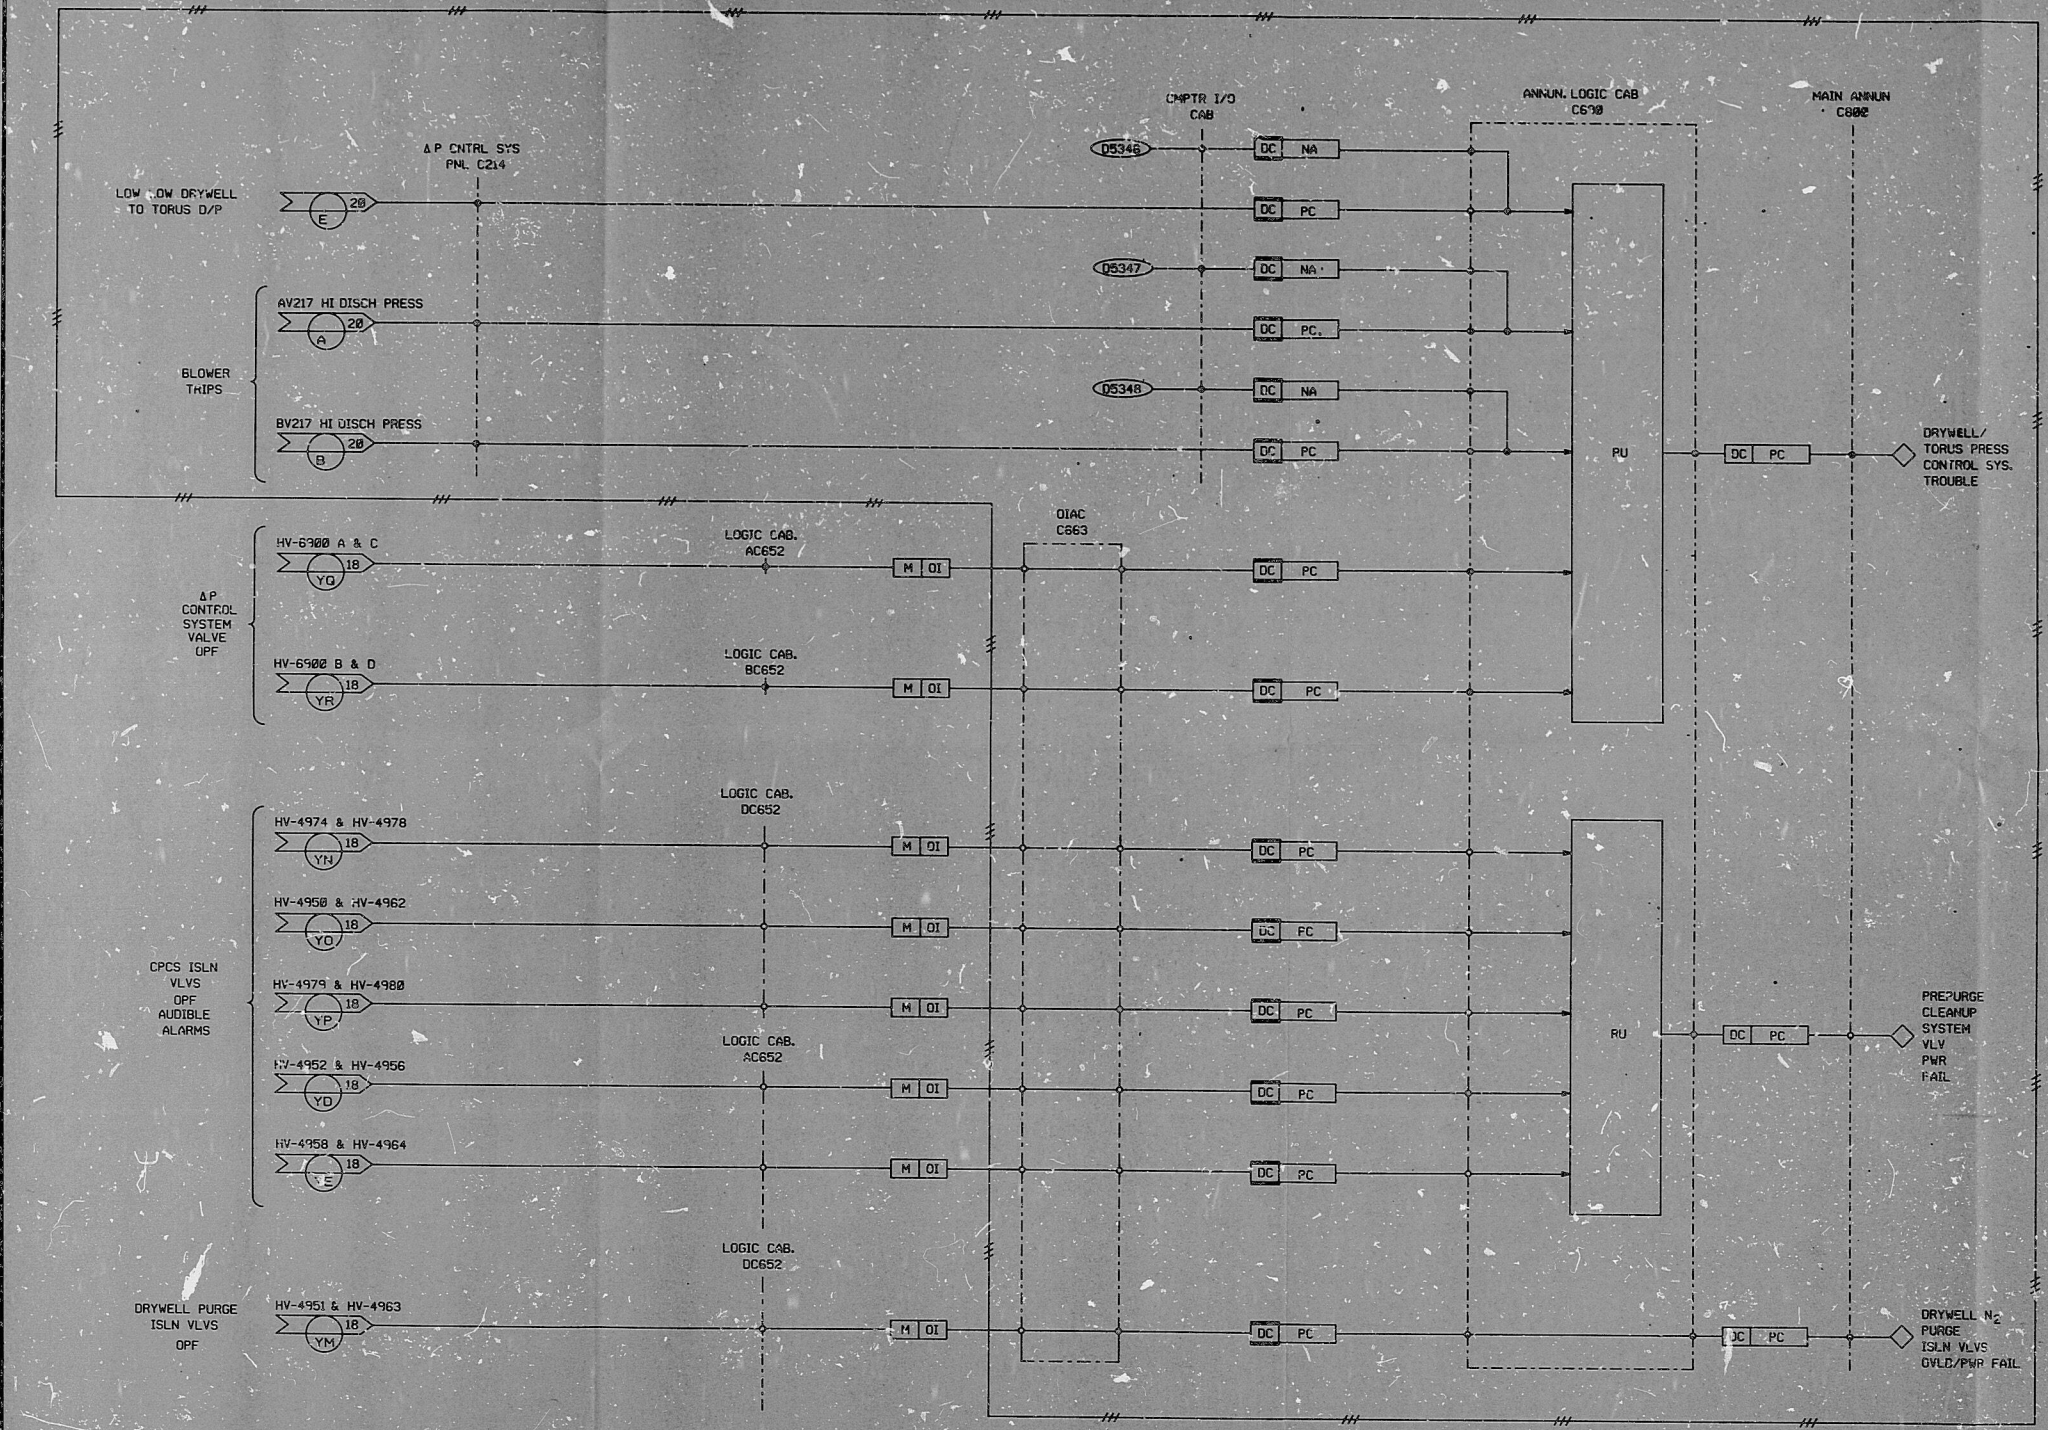 CMPTR I/O
CAB
ANNUN. LOGIC CAB
C690
MAIN ANNUN
C800
Δ P CNTRL SYS
PNL C214
LOW LOW DRYWELL
TO TORUS D/P
20
E
D5346
DC NA
DC PC
D5347
DC NA
AV217 HI DISCH PRESS
20
A
DC PC
BLOWER
TRIPS
D5348
DC NA
BV217 HI DISCH PRESS
20
B
DC PC
RU
DC PC
DRYWELL/
TORUS PRESS
CONTROL SYS.
TROUBLE
OIAC
C663
HV-6900 A & C
18
YQ
LOGIC CAB.
AC652
M OI
DC PC
Δ P
CONTROL
SYSTEM
VALVE
OPF
HV-6900 B & D
18
YR
LOGIC CAB.
BC652
M OI
DC PC
LOGIC CAB.
DC652
HV-4974 & HV-4978
18
YN
M OI
DC PC
HV-4950 & HV-4962
18
YO
M OI
DC PC
CPCS ISLN
VLVS
OPF
AUDIBLE
ALARMS
HV-4979 & HV-4980
18
YP
M OI
DC PC
RU
DC PC
PREPURGE
CLEANUP
SYSTEM
VLV
PWR
FAIL
LOGIC CAB.
AC652
HV-4952 & HV-4956
18
YD
M OI
DC PC
HV-4958 & HV-4964
18
YE
M OI
DC PC
LOGIC CAB.
DC652
DRYWELL PURGE
ISLN VLVS
OPF
HV-4951 & HV-4963
18
YM
M OI
DC PC
DC PC
DRYWELL N2
PURGE
ISLN VLVS
OVLD/PWR FAIL